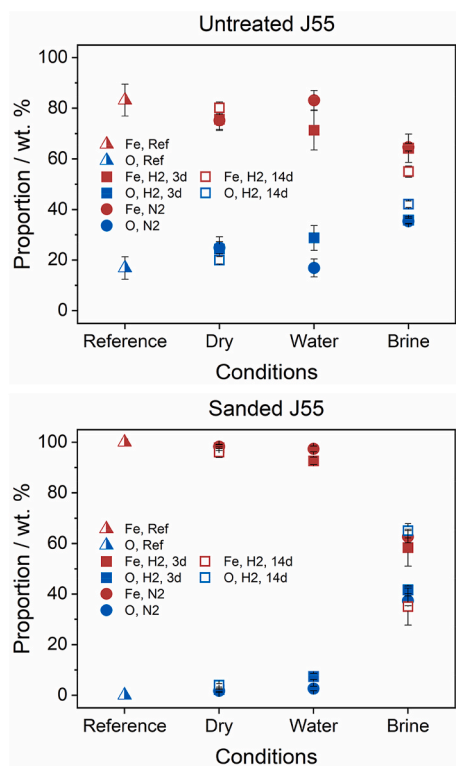 Untreated J55
Proportion / wt. %
100
80
60
40
20
0
Fe, Ref
O, Ref
Fe, H2, 3d Fe, H2, 14d
O, H2, 3d O, H2, 14d
Fe, N2
O, N2
Reference Dry Water Brine
Conditions
Sanded J55
Proportion / wt. %
100
80
60
40
20
0
Fe, Ref
O, Ref
Fe, H2, 3d Fe, H2, 14d
O, H2, 3d O, H2, 14d
Fe, N2
O, N2
Reference Dry Water Brine
Conditions